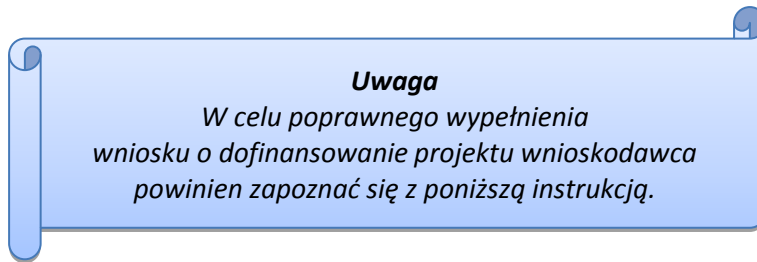 Uwaga
W celu poprawnego wypełnienia
wniosku o dofinansowanie projektu wnioskodawca
powinien zapoznać się z poniższą instrukcją.